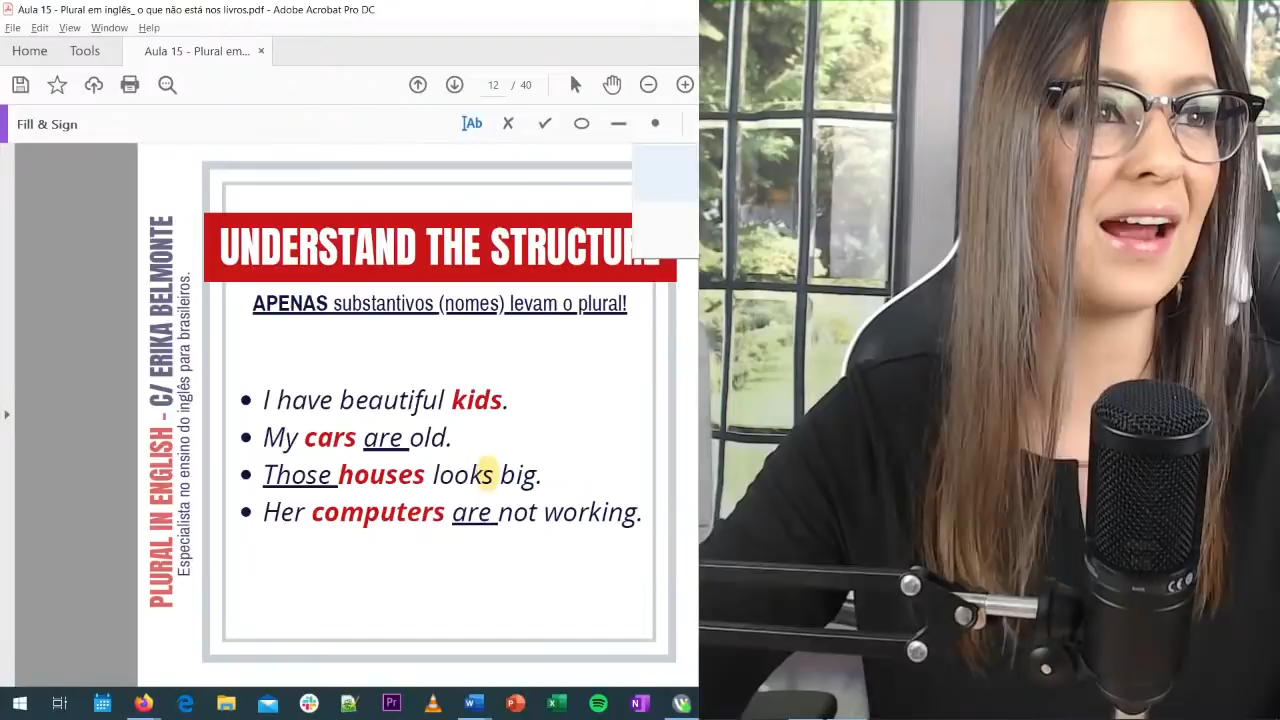 Aula 15 - Plural em inglês_ o que não está nos livros.pdf - Adobe Acrobat Pro DC
File Edit View Window Help
Home Tools Aula 15 - Plural em... ×
12 / 40
Fill & Sign
Ab
UNDERSTAND THE STRUCTURE
APENAS substantivos (nomes) levam o plural!
I have beautiful kids.
My cars are old.
Those houses looks big.
Her computers are not working.
PLURAL IN ENGLISH - C/ ERIKA BELMONTE
Especialista no ensino do inglês para brasileiros.
Pr